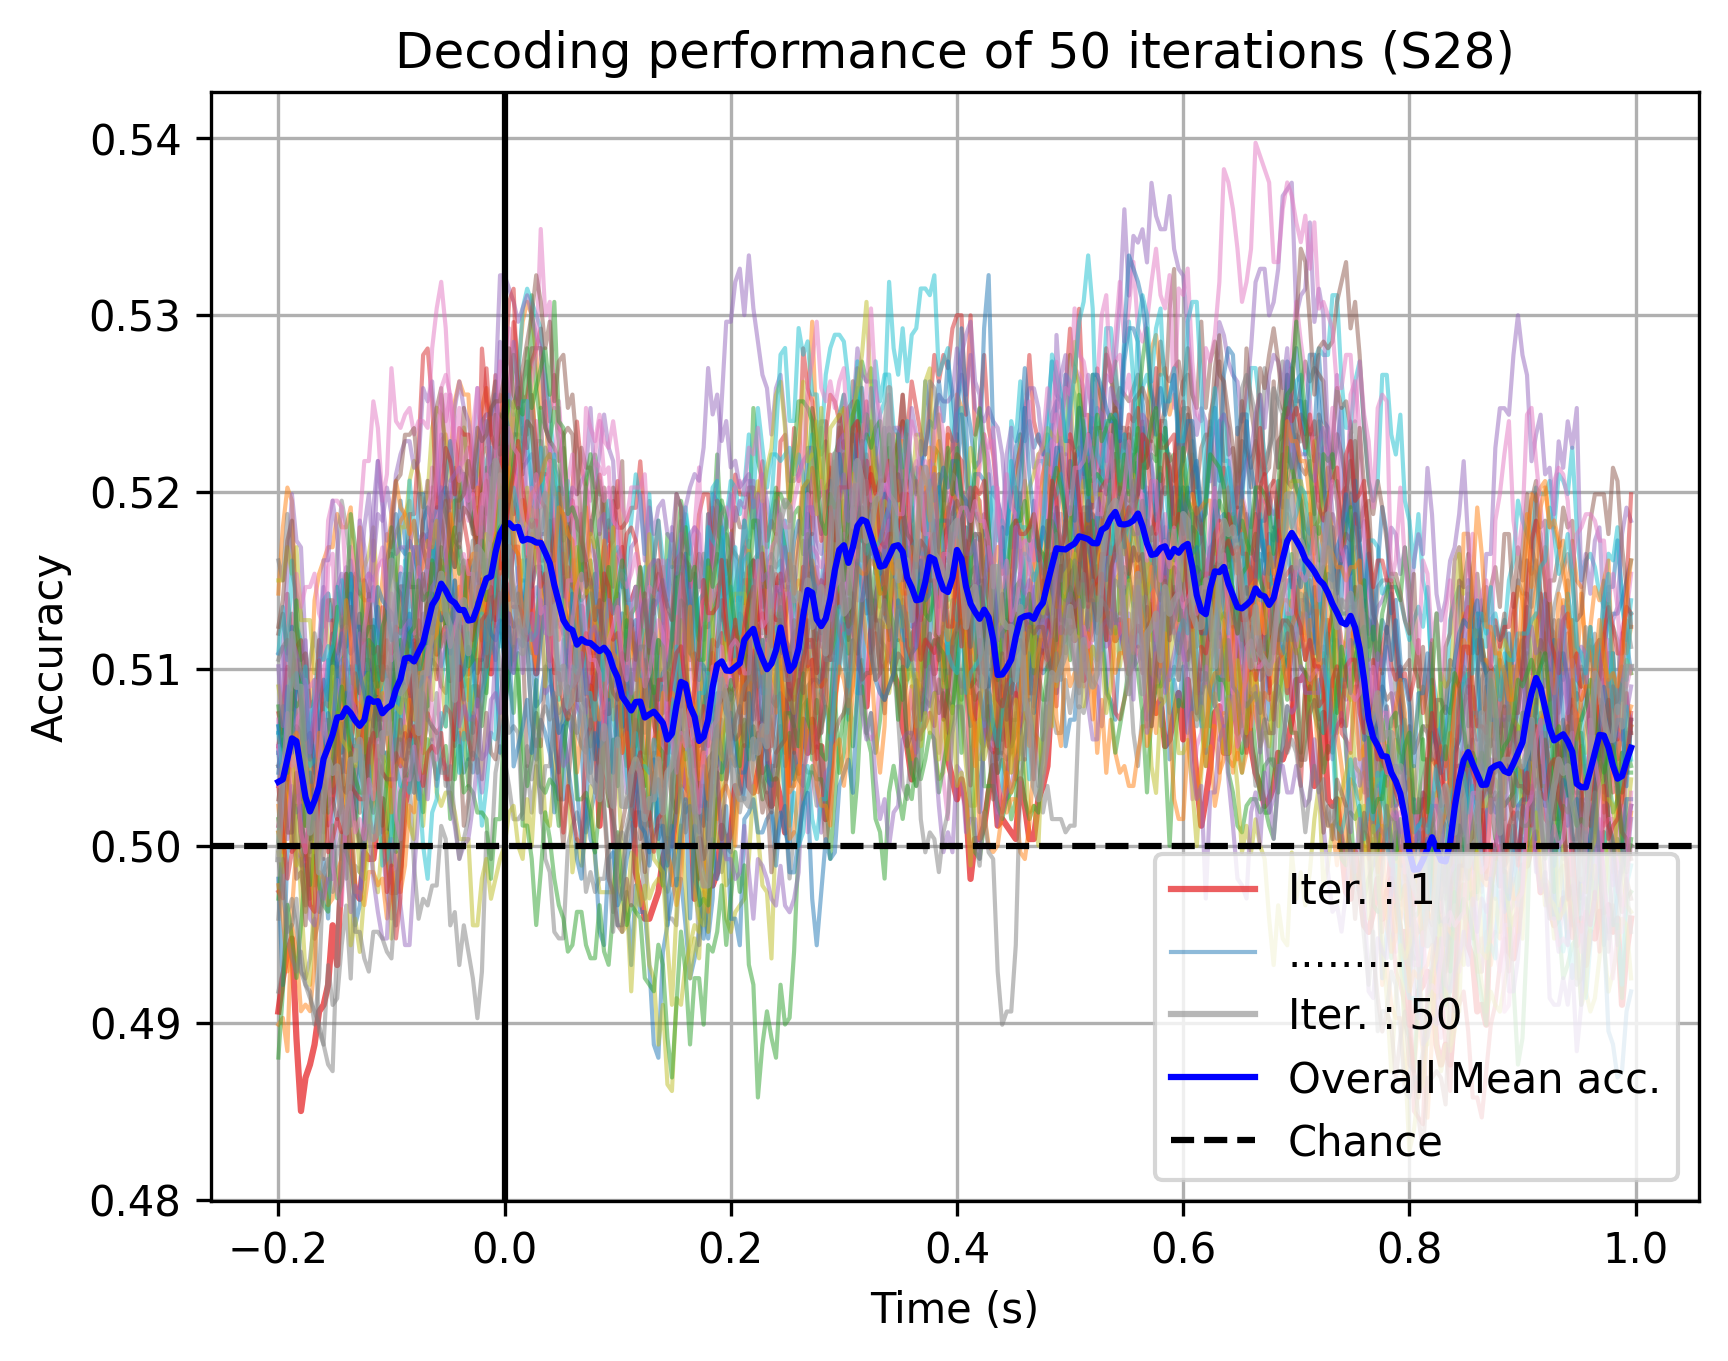 Decoding performance of 50 iterations (S28)
Accuracy
0.54
0.53
0.52
0.51
0.50
0.49
0.48
−0.2 0.0 0.2 0.4 0.6 0.8 1.0
Time (s)
Iter. : 1
.........
Iter. : 50
Overall Mean acc.
Chance